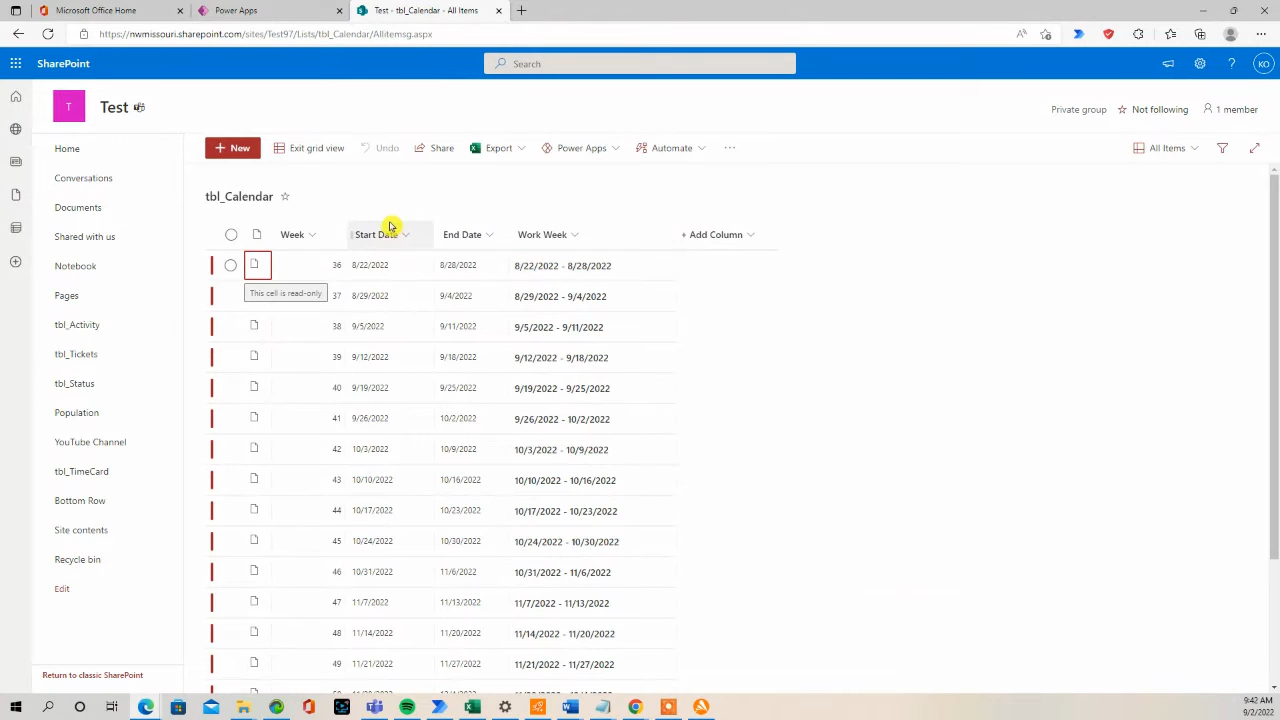 Microsoft Office Home
Power Apps
Test - tbl_Calendar - All Items
https://nwmissouri.sharepoint.com/sites/Test97/Lists/tbl_Calendar/Allitemsg.aspx
SharePoint
Search
KO
T
Test
Private group
Not following
1 member
Home
Conversations
Documents
Shared with us
Notebook
Pages
tbl_Activity
tbl_Tickets
tbl_Status
Population
YouTube Channel
tbl_TimeCard
Bottom Row
Site contents
Recycle bin
Edit
Return to classic SharePoint
+ New
Exit grid view
Undo
Share
Export
Power Apps
Automate
All Items
tbl_Calendar
Week Start Date End Date Work Week + Add Column
36 8/22/2022 8/28/2022 8/22/2022 - 8/28/2022
This cell is read-only
37 8/29/2022 9/4/2022 8/29/2022 - 9/4/2022
38 9/5/2022 9/11/2022 9/5/2022 - 9/11/2022
39 9/12/2022 9/18/2022 9/12/2022 - 9/18/2022
40 9/19/2022 9/25/2022 9/19/2022 - 9/25/2022
41 9/26/2022 10/2/2022 9/26/2022 - 10/2/2022
42 10/3/2022 10/9/2022 10/3/2022 - 10/9/2022
43 10/10/2022 10/16/2022 10/10/2022 - 10/16/2022
44 10/17/2022 10/23/2022 10/17/2022 - 10/23/2022
45 10/24/2022 10/30/2022 10/24/2022 - 10/30/2022
46 10/31/2022 11/6/2022 10/31/2022 - 11/6/2022
47 11/7/2022 11/13/2022 11/7/2022 - 11/13/2022
48 11/14/2022 11/20/2022 11/14/2022 - 11/20/2022
49 11/21/2022 11/27/2022 11/21/2022 - 11/27/2022
9:42 AM
9/2/2022